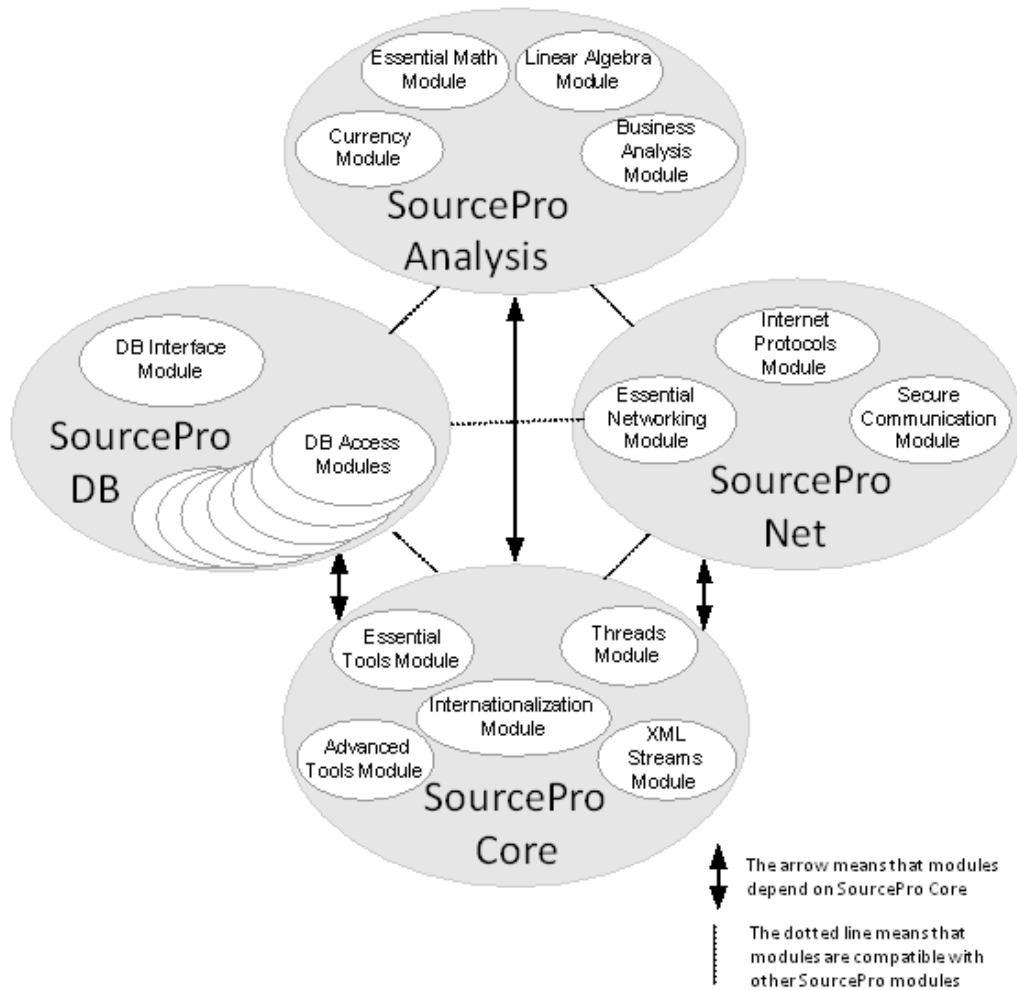 Essential Math
Module
Linear Algebra
Module
Currency
Module
Business
Analysis
Module
SourcePro
Analysis
DB Interface
Module
SourcePro
DB
DB Access
Modules
Internet
Protocols
Module
Essential
Networking
Module
Secure
Communication
Module
SourcePro
Net
Essential
Tools Module
Threads
Module
Internationalization
Module
Advanced
Tools Module
XML
Streams
Module
SourcePro
Core
The arrow means that modules
depend on SourcePro Core
The dotted line means that
modules are compatible with
other SourcePro modules